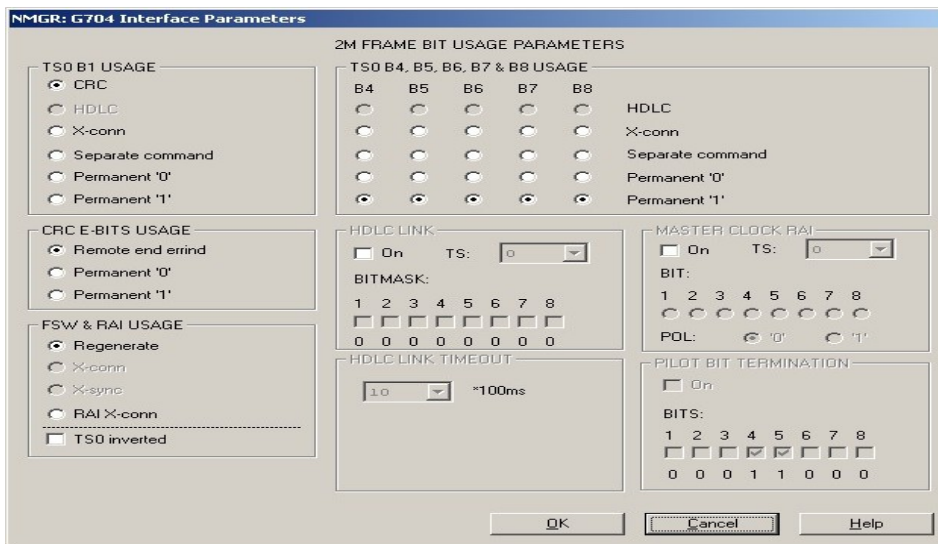 NMGR: G704 Interface Parameters
2M FRAME BIT USAGE PARAMETERS
TS0 B1 USAGE
CRC
HDLC
X-conn
Separate command
Permanent '0'
Permanent '1'
TS0 B4, B5, B6, B7 & B8 USAGE
B4 B5 B6 B7 B8
HDLC
X-conn
Separate command
Permanent '0'
Permanent '1'
CRC E-BITS USAGE
Remote end errind
Permanent '0'
Permanent '1'
FSW & RAI USAGE
Regenerate
X-conn
X-sync
RAI X-conn
TS0 inverted
HDLC LINK
On TS: 0
BITMASK:
1 2 3 4 5 6 7 8
0 0 0 0 0 0 0 0
HDLC LINK TIMEOUT
10 *100ms
MASTER CLOCK RAI
On TS: 0
BIT:
1 2 3 4 5 6 7 8
POL: '0' '1'
PILOT BIT TERMINATION
On
BITS:
1 2 3 4 5 6 7 8
0 0 0 1 1 0 0 0
OK Cancel Help